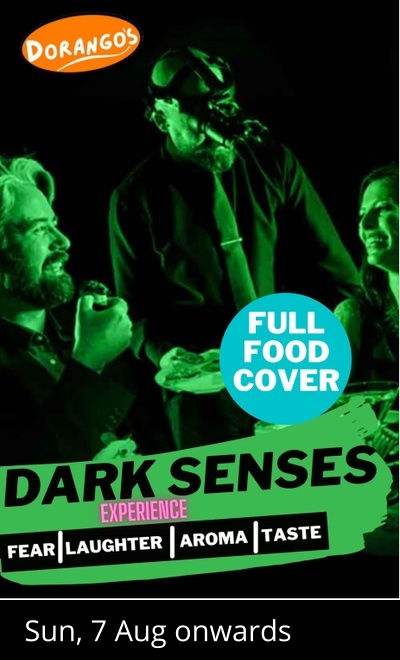 DORANGO'S
FULL
FOOD
COVER
DARK SENSES
EXPERIENCE
FEAR|LAUGHTER|AROMA|TASTE
Sun, 7 Aug onwards